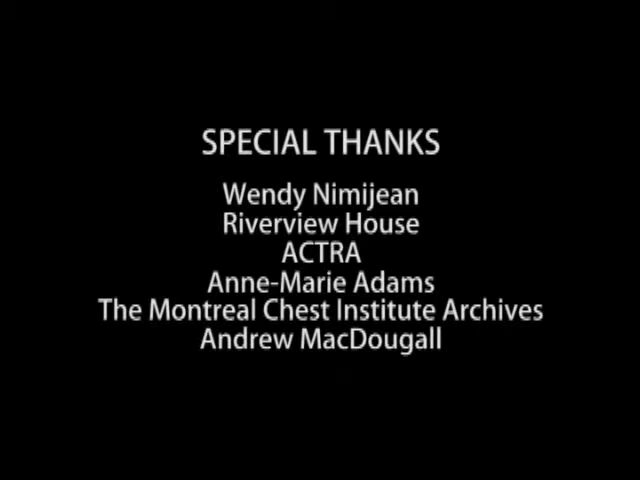 SPECIAL THANKS
Wendy Nimijean
Riverview House
ACTRA
Anne-Marie Adams
The Montreal Chest Institute Archives
Andrew MacDougall